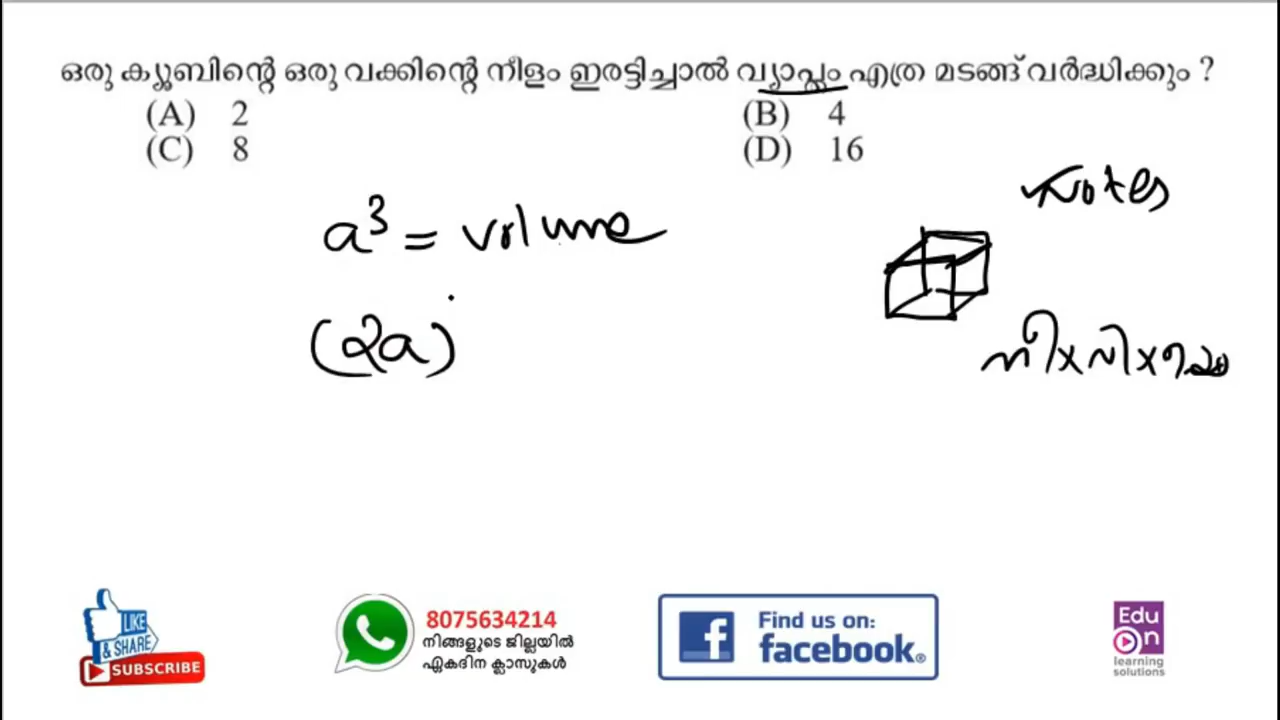 ഒരു ക്യൂബിന്റെ ഒരു വക്കിന്റെ നീളം ഇരട്ടിച്ചാൽ വ്യാപ്തം എത്ര മടങ്ങ് വർദ്ധിക്കും ?
(A) 2 (B) 4
(C) 8 (D) 16
Notes
a³ = volume
(2a)
നീ×വീ×
LIKE
& SHARE
SUBSCRIBE
8075634214
നിങ്ങളുടെ ജില്ലയിൽ
ഏകദിന ക്ലാസുകൾ
f Find us on:
facebook®
Edu
on
learning
solutions